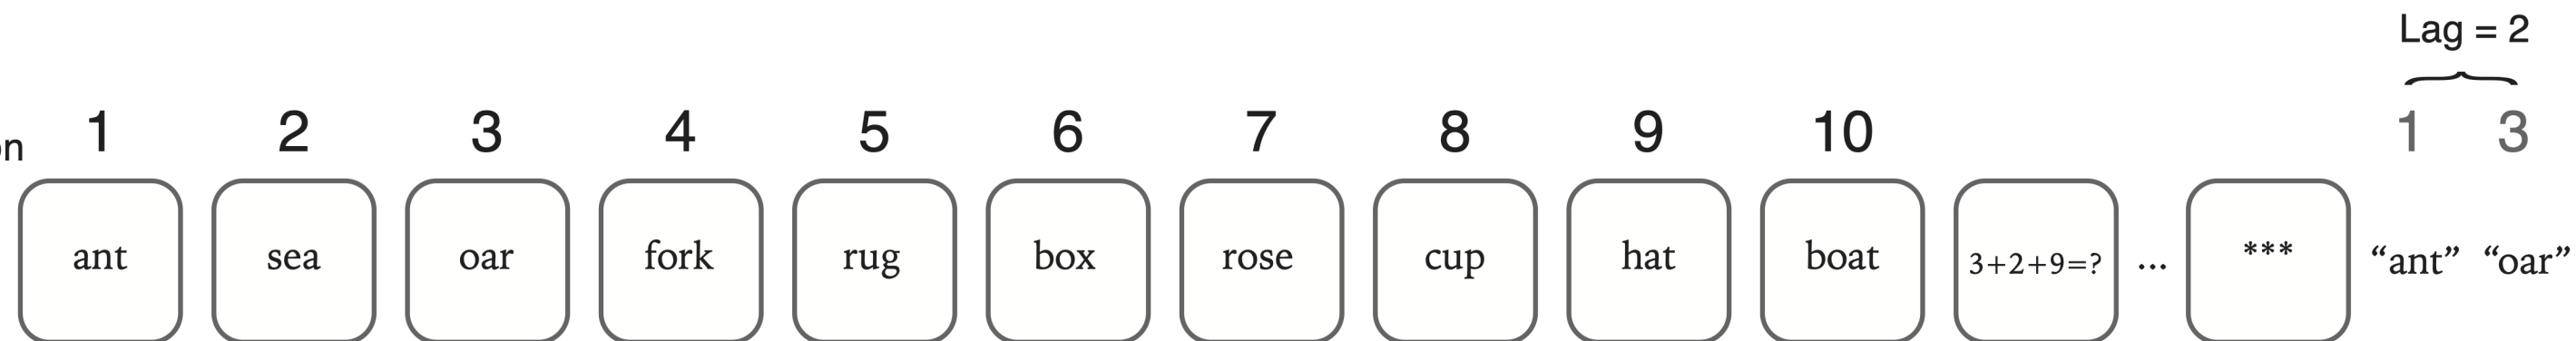 Lag = 2
on 1 2 3 4 5 6 7 8 9 10 1 3
ant sea oar fork rug box rose cup hat boat 3+2+9=? ... *** “ant” “oar”